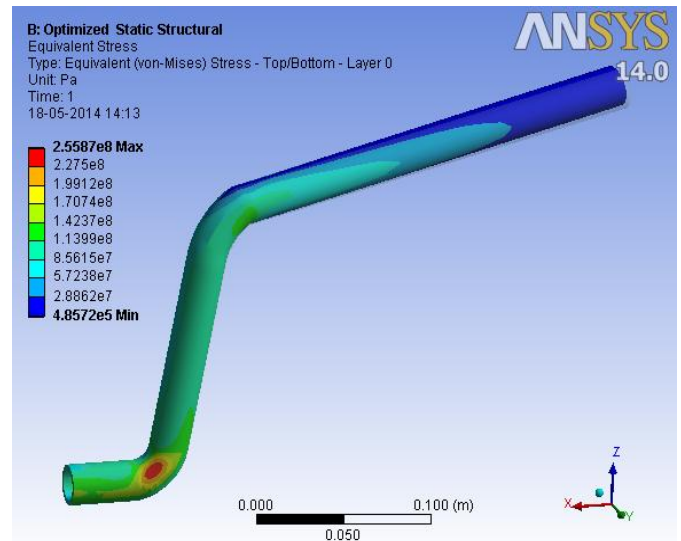 B: Optimized Static Structural
Equivalent Stress
Type: Equivalent (von-Mises) Stress - Top/Bottom - Layer 0
Unit: Pa
Time: 1
18-05-2014 14:13
ANSYS
14.0
2.5587e8 Max
2.275e8
1.9912e8
1.7074e8
1.4237e8
1.1399e8
8.5615e7
5.7238e7
2.8862e7
4.8572e5 Min
0.000
0.100 (m)
0.050
Z
X
Y